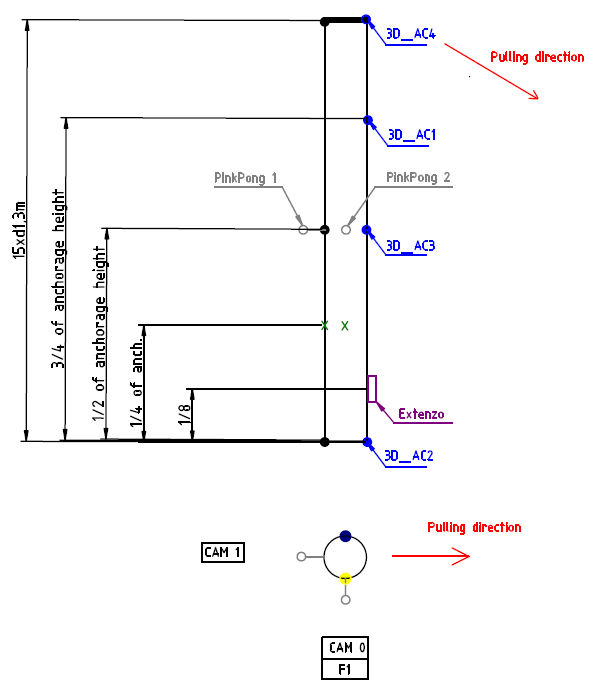 3D_AC4
Pulling direction
3D_AC1
PinkPong 1
PinkPong 2
15xd1.3m
3/4 of anchorage height
1/2 of anchorage height
3D_AC3
1/4 of anch.
1/8
Extenzo
3D_AC2
Pulling direction
CAM 1
CAM 0
F1